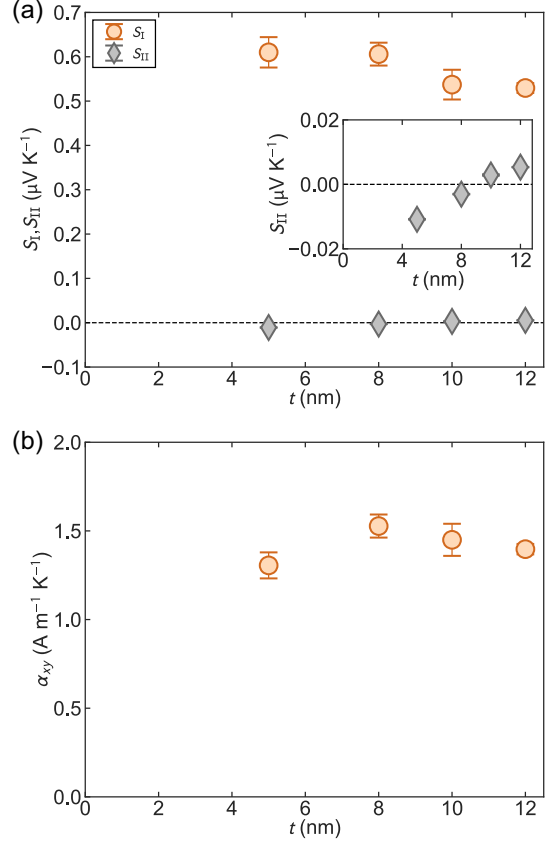 (a)
0.7
0.6
0.5
0.4
0.3
0.2
0.1
0.0
−0.1
S_I, S_II (μV K⁻¹)
S_I
S_II
0.02
0.00
−0.02
S_II (μV K⁻¹)
0 4 8 12
t (nm)
0 2 4 6 8 10 12
t (nm)
(b)
2.0
1.5
1.0
0.5
0.0
α_xy (A m⁻¹ K⁻¹)
0 2 4 6 8 10 12
t (nm)